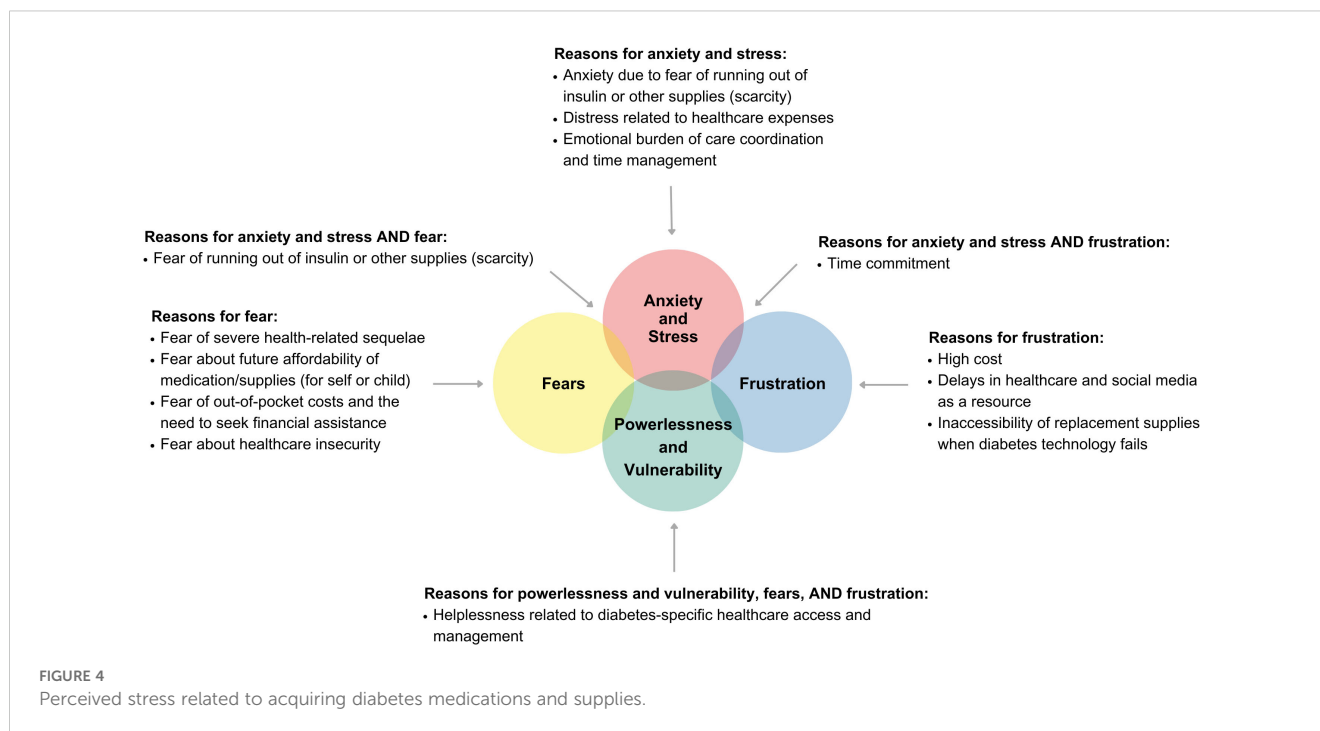 Reasons for anxiety and stress:
• Anxiety due to fear of running out of
insulin or other supplies (scarcity)
• Distress related to healthcare expenses
• Emotional burden of care coordination
and time management
Reasons for anxiety and stress AND fear:
• Fear of running out of insulin or other supplies (scarcity)
Reasons for anxiety and stress AND frustration:
• Time commitment
Reasons for fear:
• Fear of severe health-related sequelae
• Fear about future affordability of
medication/supplies (for self or child)
• Fear of out-of-pocket costs and the
need to seek financial assistance
• Fear about healthcare insecurity
Anxiety
and
Stress
Fears
Frustration
Powerlessness
and
Vulnerability
Reasons for frustration:
• High cost
• Delays in healthcare and social media
as a resource
• Inaccessibility of replacement supplies
when diabetes technology fails
Reasons for powerlessness and vulnerability, fears, AND frustration:
• Helplessness related to diabetes-specific healthcare access and
management
FIGURE 4
Perceived stress related to acquiring diabetes medications and supplies.